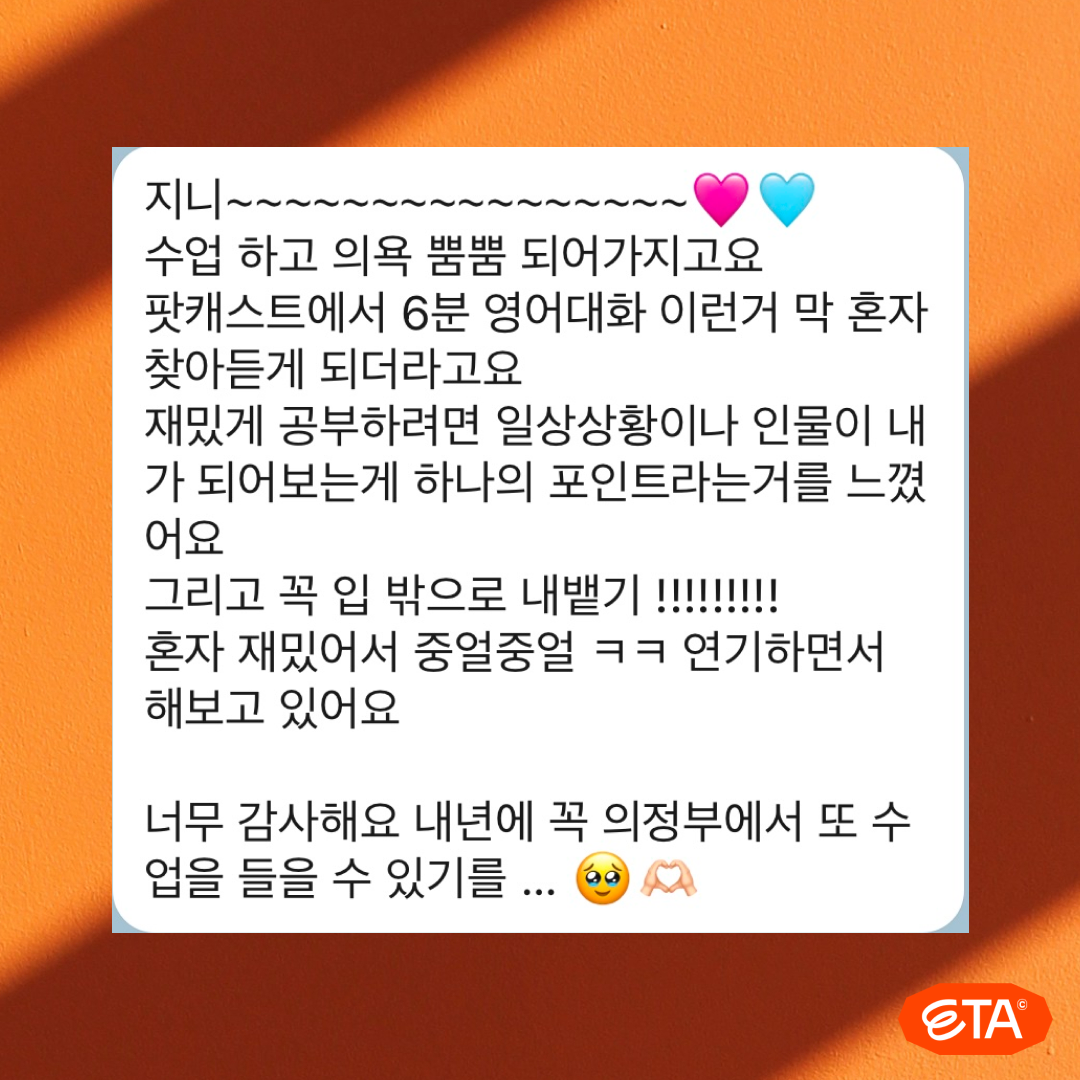 지니~~~~~~~~~~~~~~~~🩷🩵
수업 하고 의욕 뿜뿜 되어가지고요
팟캐스트에서 6분 영어대화 이런거 막 혼자
찾아듣게 되더라고요
재밌게 공부하려면 일상상황이나 인물이 내
가 되어보는게 하나의 포인트라는거를 느꼈
어요
그리고 꼭 입 밖으로 내뱉기 !!!!!!!!!
혼자 재밌어서 중얼중얼 ㅋㅋ 연기하면서
해보고 있어요
너무 감사해요 내년에 꼭 의정부에서 또 수
업을 들을 수 있기를 ... 🥹🫶🏻
ETA©